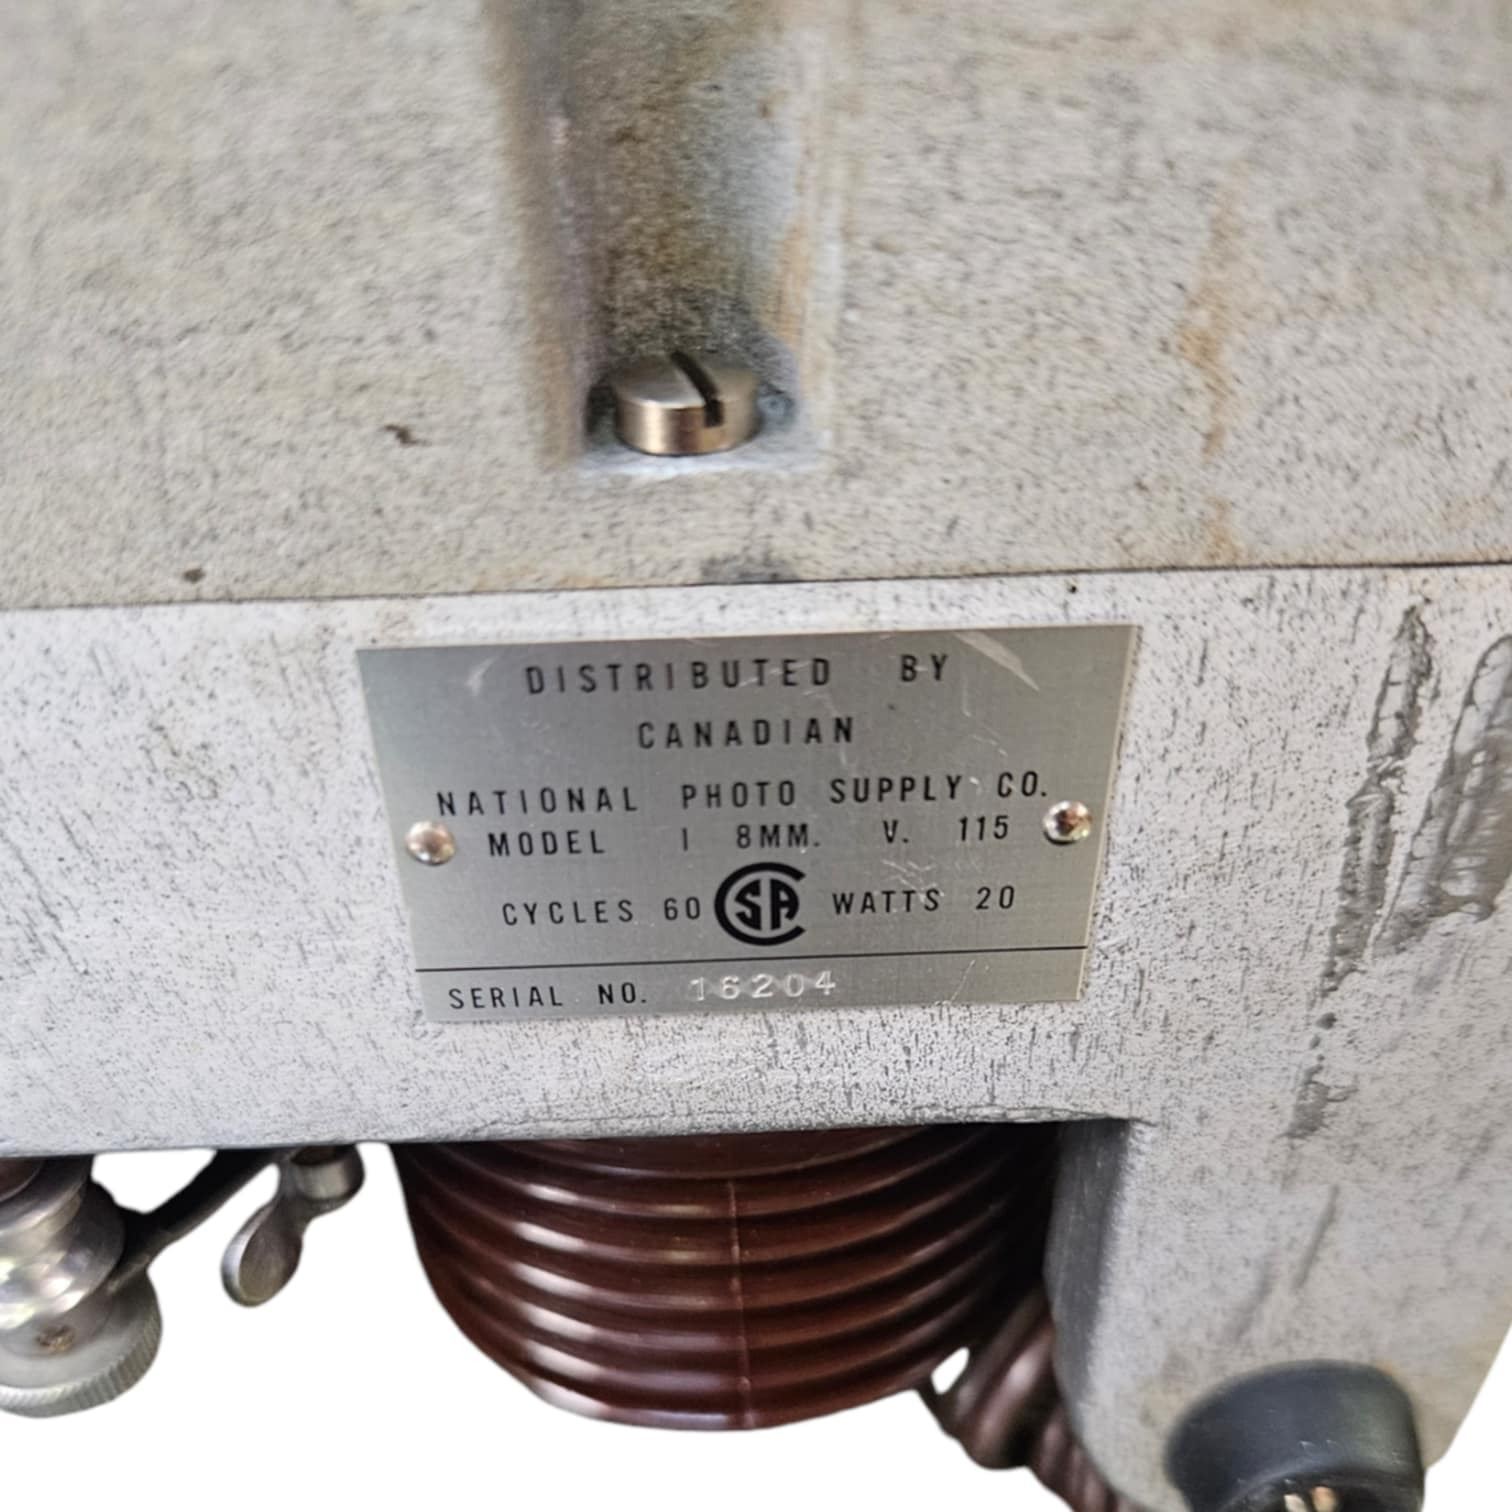 DISTRIBUTED BY
CANADIAN
NATIONAL PHOTO SUPPLY CO.
MODEL I 8MM. V. 115
CYCLES 60 CSA WATTS 20
SERIAL NO. 16204